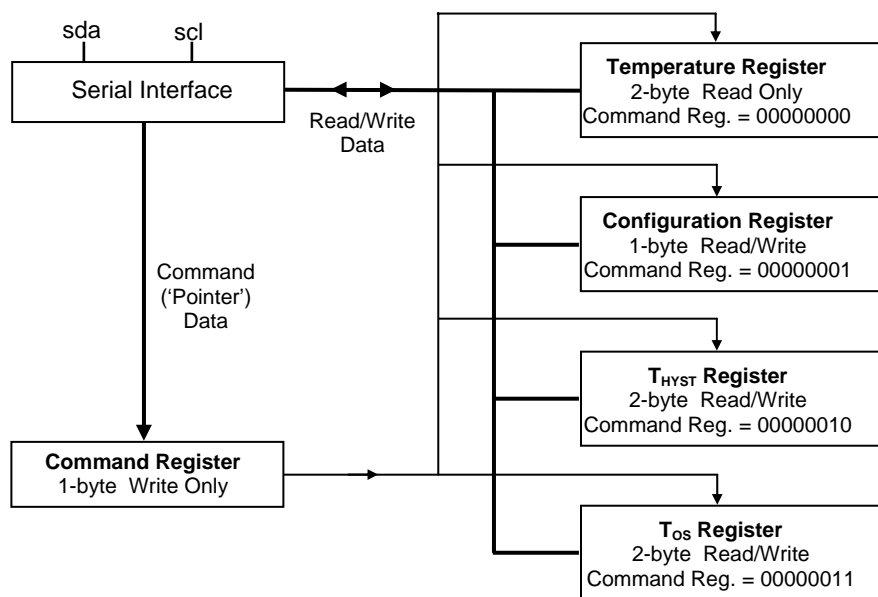 sda
scl
Serial Interface
Read/Write
Data
Command
(‘Pointer’)
Data
Command Register
1-byte Write Only
Temperature Register
2-byte Read Only
Command Reg. = 00000000
Configuration Register
1-byte Read/Write
Command Reg. = 00000001
THYST Register
2-byte Read/Write
Command Reg. = 00000010
TOS Register
2-byte Read/Write
Command Reg. = 00000011